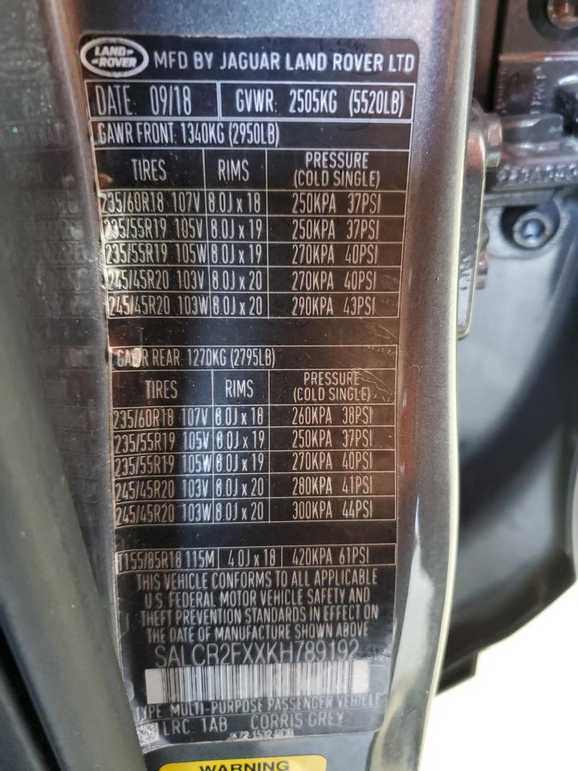 LAND-
ROVER
MFD BY JAGUAR LAND ROVER LTD
DATE: 09/18 GVWR: 2505KG (5520LB)
GAWR FRONT: 1340KG (2950LB)
TIRES RIMS PRESSURE (COLD SINGLE)
235/60R18 107V 8.0J x 18 250KPA 37PSI
235/55R19 105V 8.0J x 19 250KPA 37PSI
235/55R19 105W 8.0J x 19 270KPA 40PSI
245/45R20 103V 8.0J x 20 270KPA 40PSI
245/45R20 103W 8.0J x 20 290KPA 43PSI
GAWR REAR: 1270KG (2795LB)
TIRES RIMS PRESSURE (COLD SINGLE)
235/60R18 107V 8.0J x 18 260KPA 38PSI
235/55R19 105V 8.0J x 19 250KPA 37PSI
235/55R19 105W 8.0J x 19 270KPA 40PSI
245/45R20 103V 8.0J x 20 280KPA 41PSI
245/45R20 103W 8.0J x 20 300KPA 44PSI
T155/85R18 115M 4.0J x 18 420KPA 61PSI
THIS VEHICLE CONFORMS TO ALL APPLICABLE
U.S. FEDERAL MOTOR VEHICLE SAFETY AND
THEFT PREVENTION STANDARDS IN EFFECT ON
THE DATE OF MANUFACTURE SHOWN ABOVE.
SALCR2FXXKH789192
TYPE: MULTI-PURPOSE PASSENGER VEHICLE
LRC: 1AB CORRIS GREY
WARNING